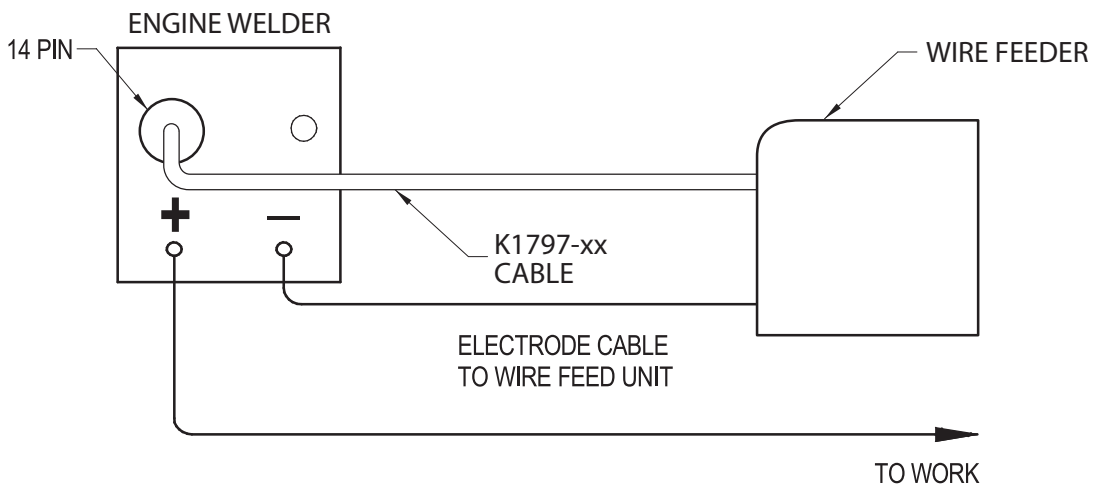 ENGINE WELDER
14 PIN
WIRE FEEDER
+ −
K1797-xx
CABLE
ELECTRODE CABLE
TO WIRE FEED UNIT
TO WORK